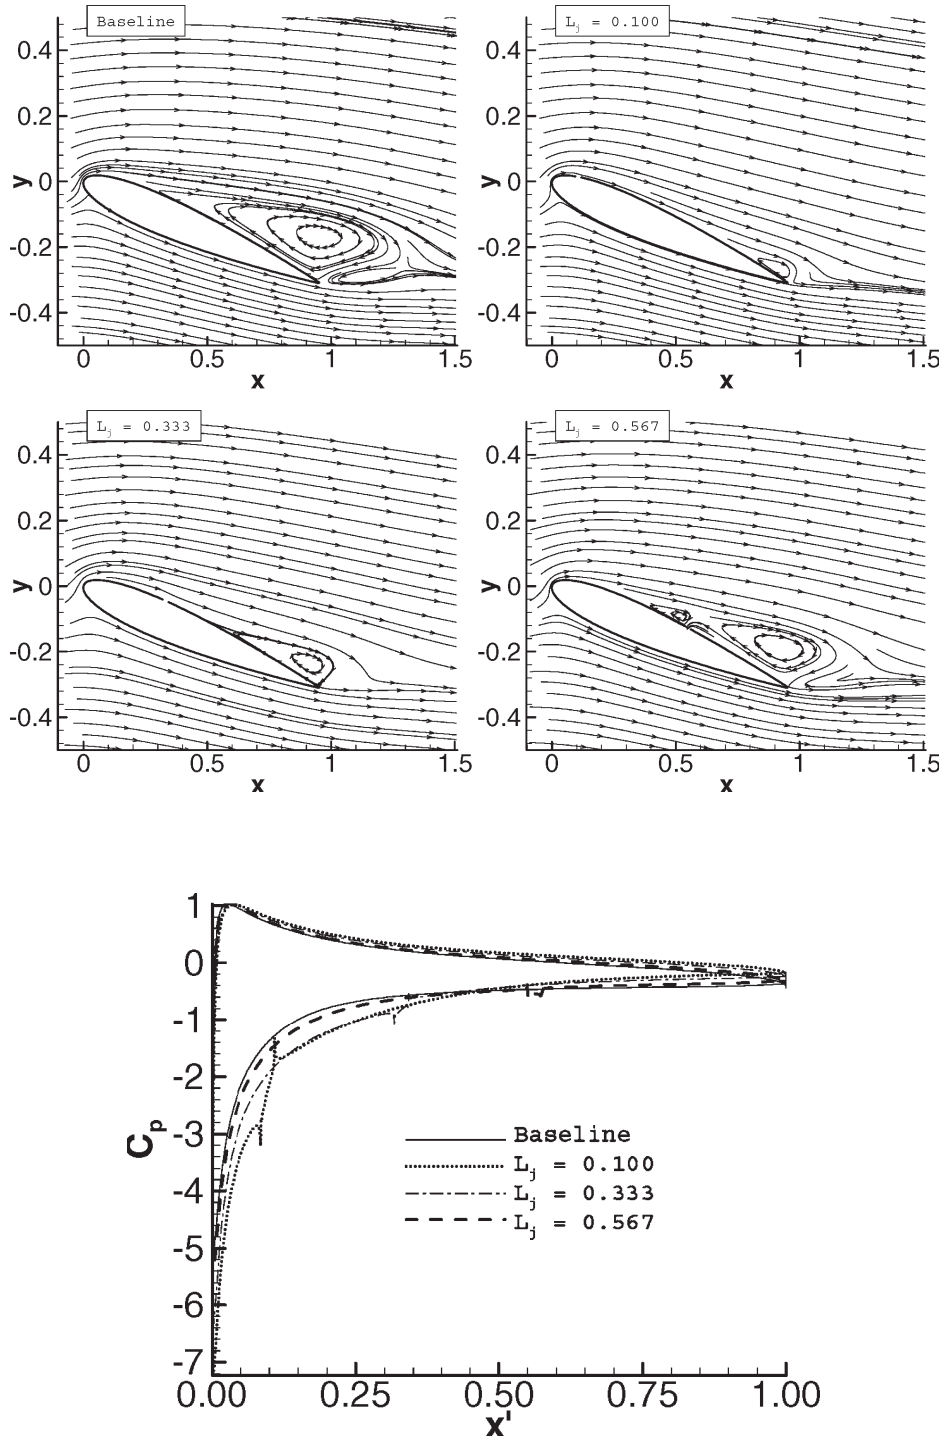 Baseline
0.4
0.2
0
-0.2
-0.4
y
0 0.5 1 1.5
x
L_j = 0.100
0.4
0.2
0
-0.2
-0.4
y
0 0.5 1 1.5
x
L_j = 0.333
0.4
0.2
0
-0.2
-0.4
y
0 0.5 1 1.5
x
L_j = 0.567
0.4
0.2
0
-0.2
-0.4
y
0 0.5 1 1.5
x
1
0
-1
-2
-3
-4
-5
-6
-7
C_p
Baseline
L_j = 0.100
L_j = 0.333
L_j = 0.567
0.00 0.25 0.50 0.75 1.00
x'